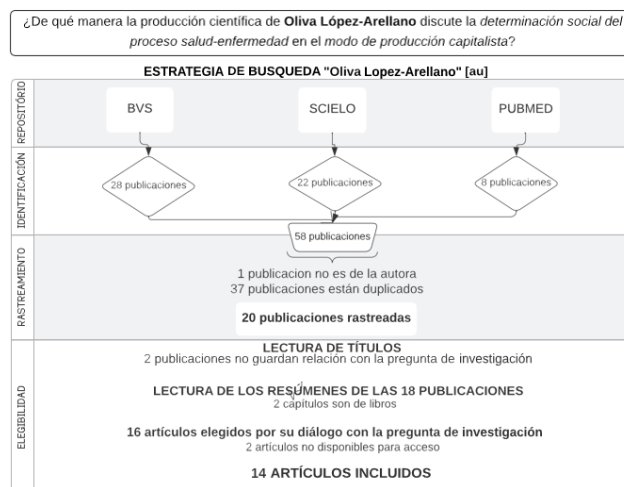 ¿De qué manera la producción científica de Oliva López-Arellano discute la determinación social del
proceso salud-enfermedad en el modo de producción capitalista?
ESTRATEGIA DE BUSQUEDA "Oliva Lopez-Arellano" [au]
REPOSITÓRIO
BVS
SCIELO
PUBMED
IDENTIFICACIÓN
28 publicaciones
22 publicaciones
8 publicaciones
58 publicaciones
RASTREAMIENTO
1 publicacion no es de la autora
37 publicaciones están duplicados
20 publicaciones rastreadas
ELEGIBILIDAD
LECTURA DE TÍTULOS
2 publicaciones no guardan relación con la pregunta de investigación
LECTURA DE LOS RESÚMENES DE LAS 18 PUBLICACIONES
2 capítulos son de libros
16 artículos elegidos por su diálogo con la pregunta de investigación
2 artículos no disponibles para acceso
14 ARTÍCULOS INCLUIDOS